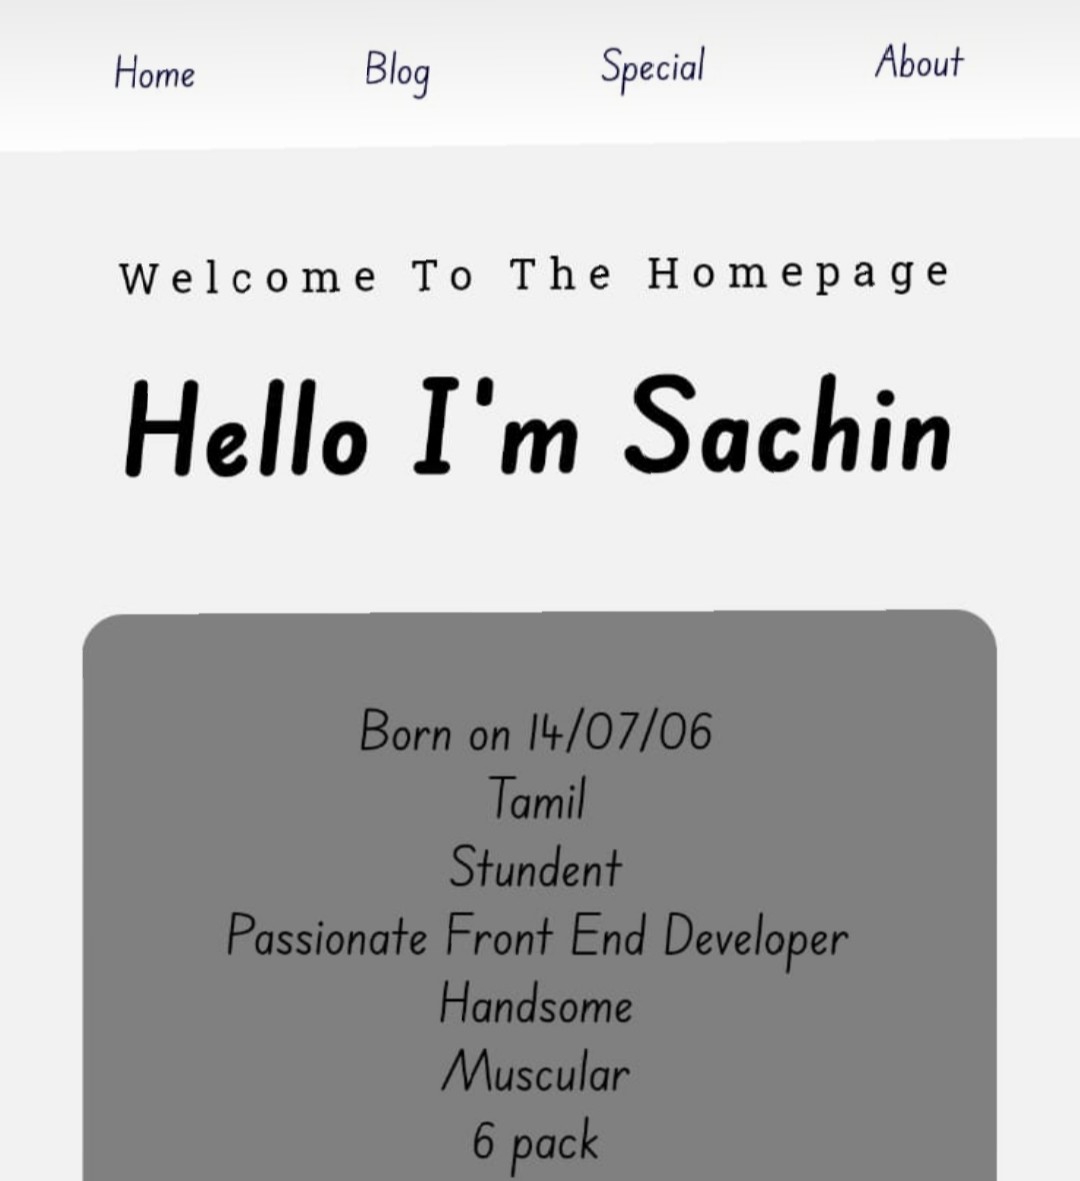 Home Blog Special About
Welcome To The Homepage
Hello I'm Sachin
Born on 14/07/06
Tamil
Stundent
Passionate Front End Developer
Handsome
Muscular
6 pack